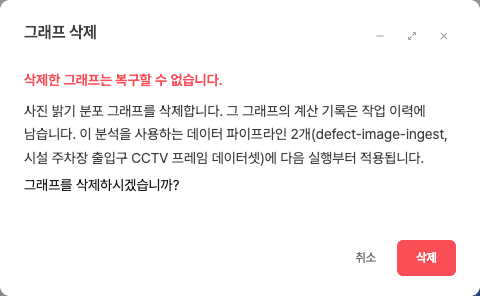 그래프 삭제
삭제한 그래프는 복구할 수 없습니다.
사진 밝기 분포 그래프를 삭제합니다. 그 그래프의 계산 기록은 작업 이력에
남습니다. 이 분석을 사용하는 데이터 파이프라인 2개(defect-image-ingest,
시설 주차장 출입구 CCTV 프레임 데이터셋)에 다음 실행부터 적용됩니다.
그래프를 삭제하시겠습니까?
취소
삭제